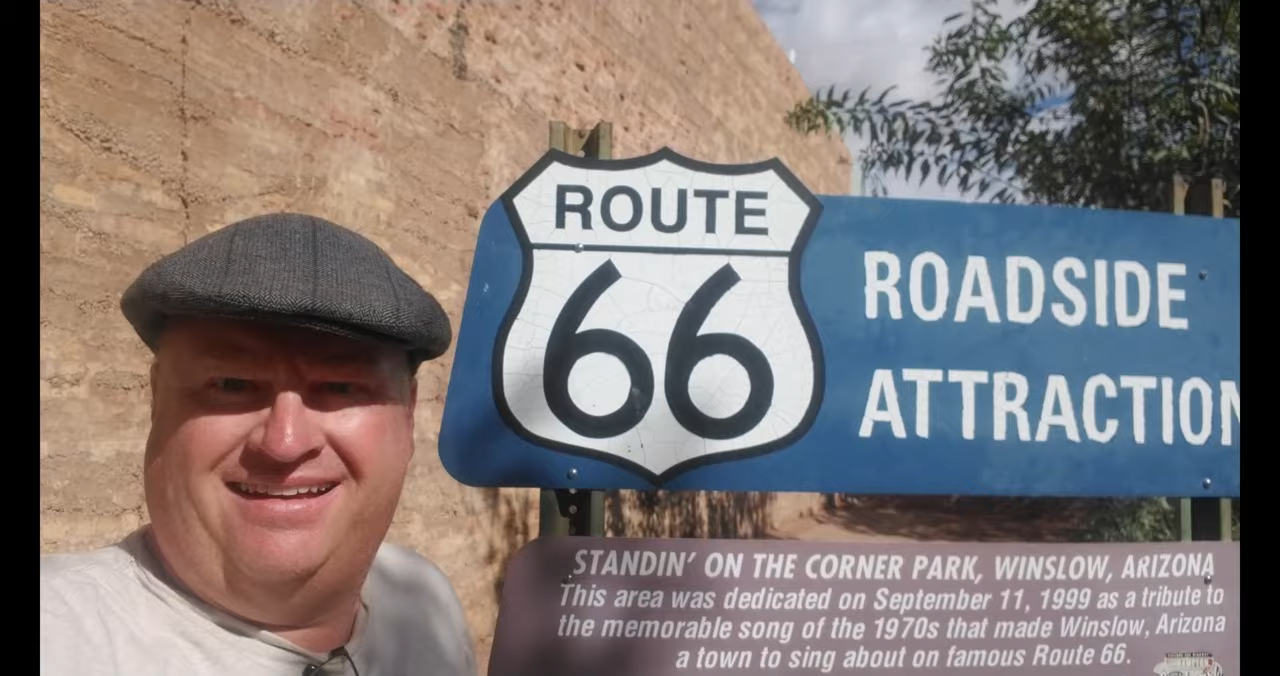 ROUTE
66
ROADSIDE
ATTRACTION
STANDIN' ON THE CORNER PARK, WINSLOW, ARIZONA
This area was dedicated on September 11, 1999 as a tribute to
the memorable song of the 1970s that made Winslow, Arizona
a town to sing about on famous Route 66.